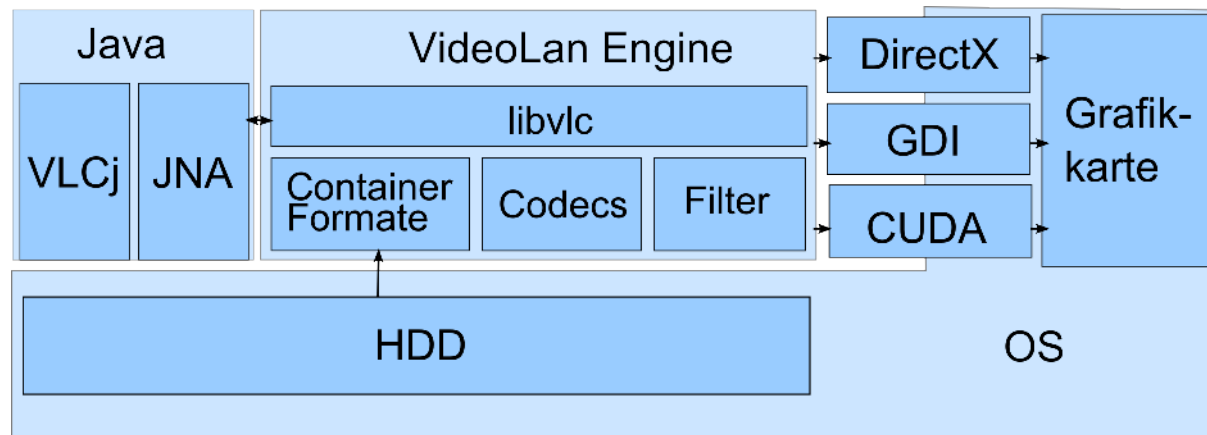 Java
VideoLan Engine
DirectX
Grafik-
karte
libvlc
GDI
VLCj
JNA
Container
Formate
Codecs
Filter
CUDA
HDD
OS